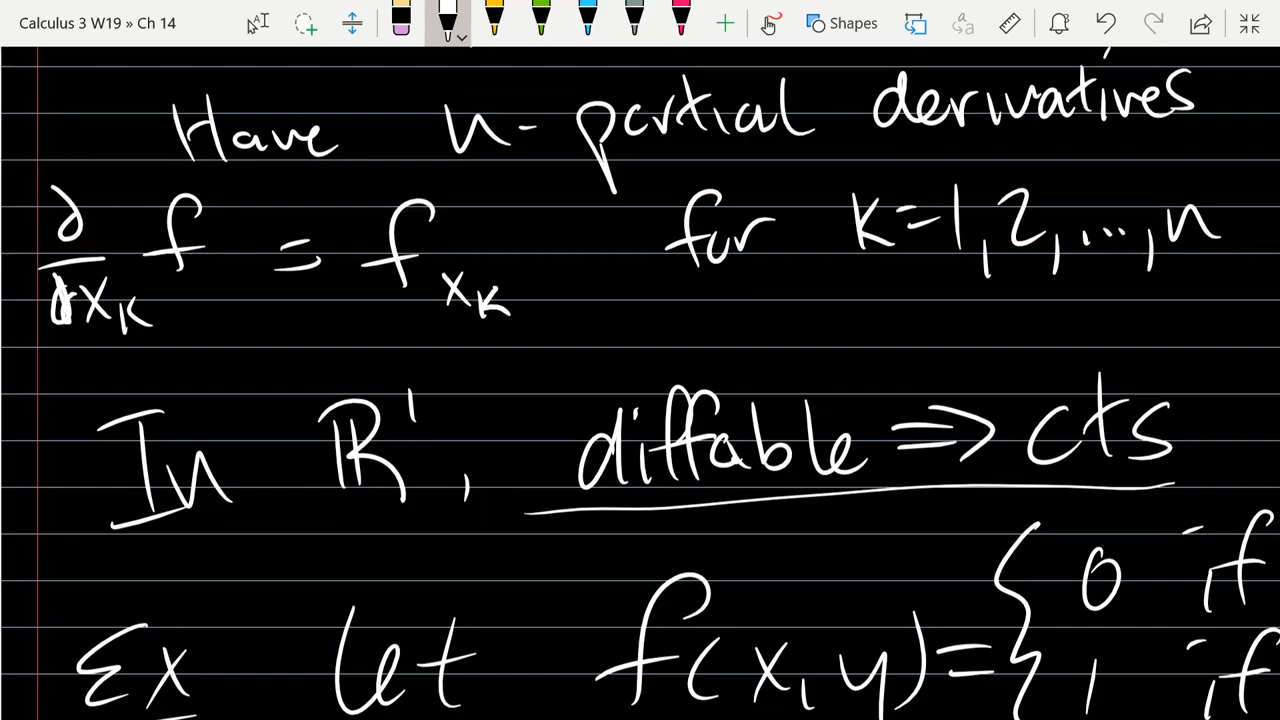 Calculus 3 W19 » Ch 14
Shapes
Have n- partial derivatives
∂/∂x_k f = f_x_k for k=1,2,...,n
In ℝ¹, diffable => cts
Ex let f(x,y)={ 0 if
1 if